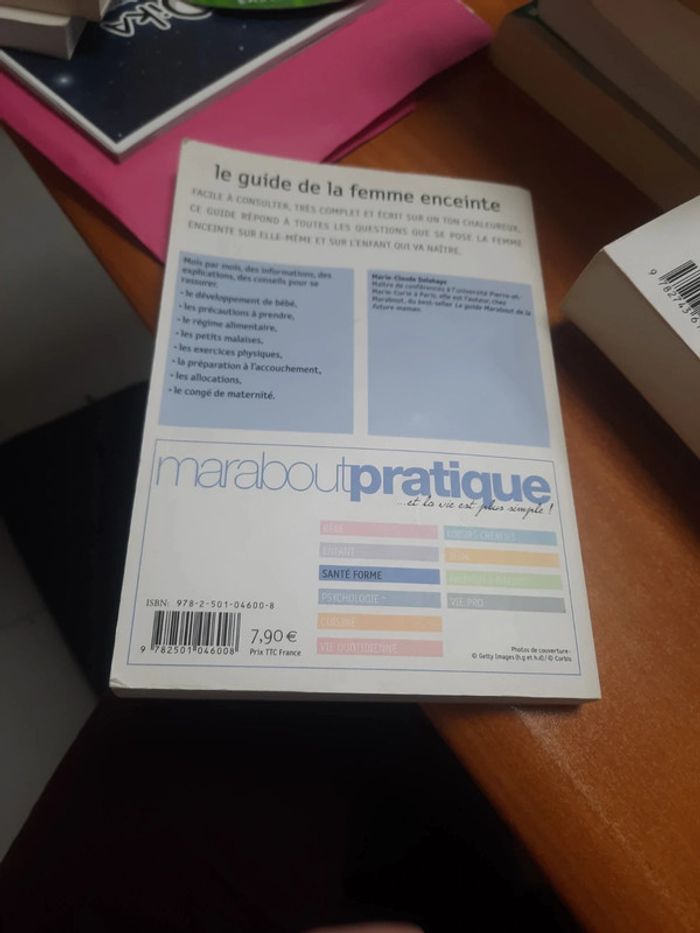 Oika
le guide de la femme enceinte
FACILE À CONSULTER, TRÈS COMPLET ET ÉCRIT SUR UN TON CHALEUREUX,
CE GUIDE RÉPOND À TOUTES LES QUESTIONS QUE SE POSE LA FEMME
ENCEINTE SUR ELLE-MÊME ET SUR L'ENFANT QUI VA NAÎTRE.
Mois par mois, des informations, des
explications, des conseils pour se
rassurer.
• le développement de bébé,
• les précautions à prendre,
• le régime alimentaire,
• les petits malaises,
• les exercices physiques,
• la préparation à l'accouchement,
• les allocations,
• le congé de maternité.
Marie-Claude Delahaye
Maître de conférences à l'université Pierre-et-
Marie-Curie à Paris, elle est l'auteur, chez
Marabout, du best-seller Le guide Marabout de la
future maman.
maraboutpratique
...et la vie est plus simple !
BÉBÉ
ENFANT
SANTÉ FORME
PSYCHOLOGIE
CUISINE
VIE QUOTIDIENNE
LOISIRS CRÉATIFS
VIE PRO
ISBN: 978-2-501-04600-8
9 782501 046008
7,90 €
Prix TTC France
Photos de couverture :
© Getty Images (h.g et h.d) / © Corbis